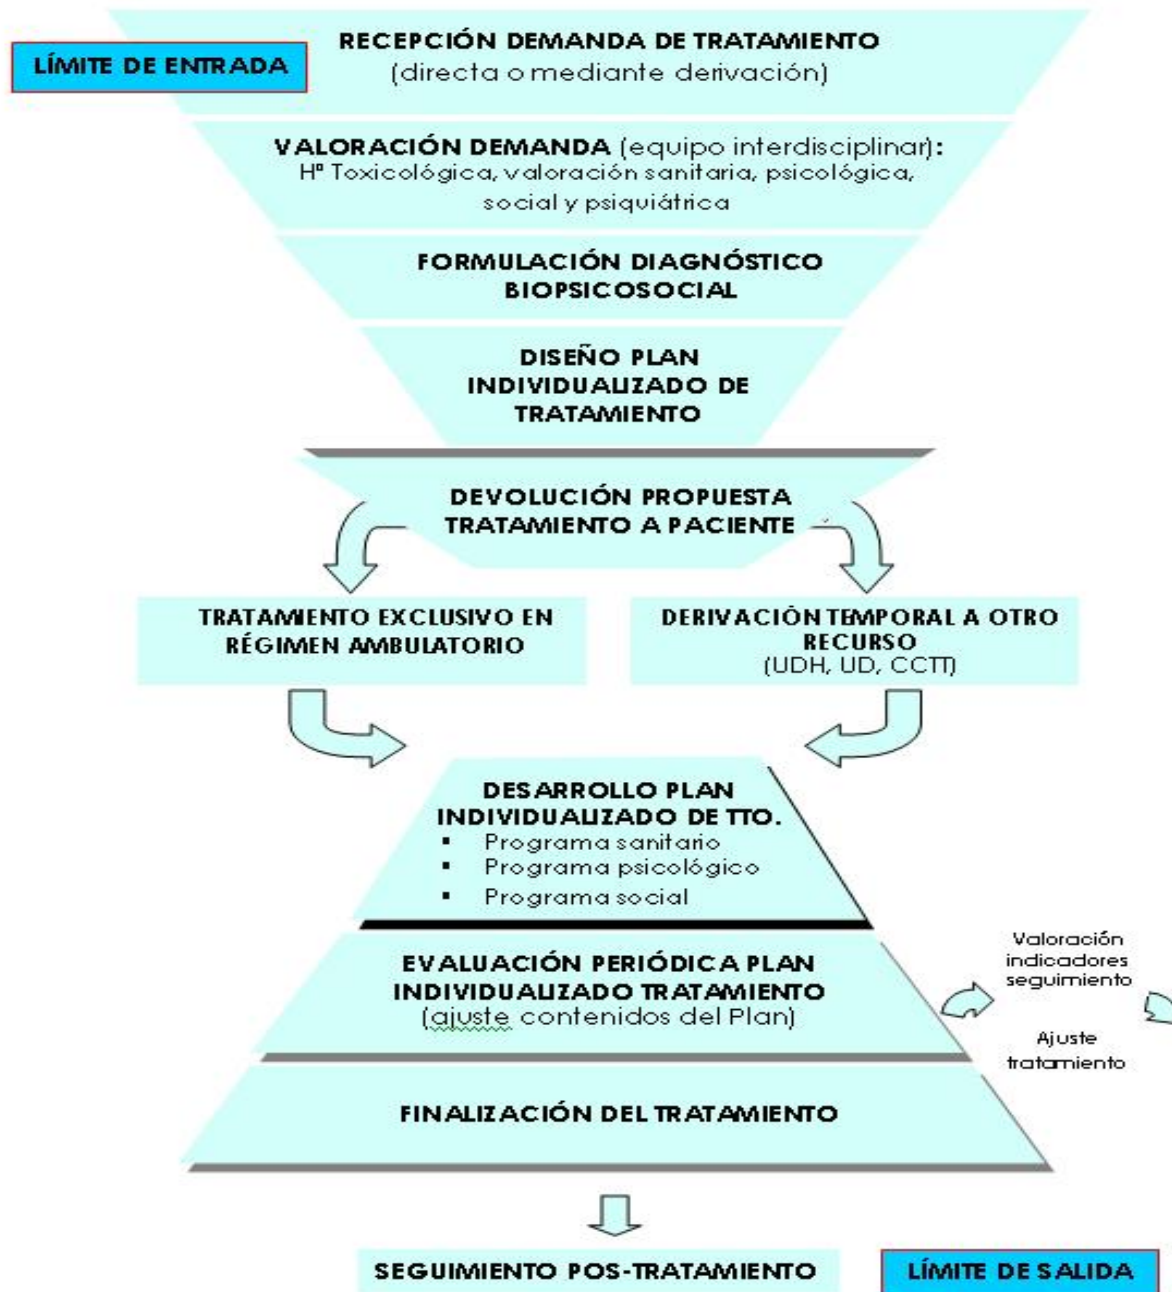 LÍMITE DE ENTRADA
RECEPCIÓN DEMANDA DE TRATAMIENTO
(directa o mediante derivación)
VALORACIÓN DEMANDA (equipo interdisciplinar):
Hª Toxicológica, valoración sanitaria, psicológica,
social y psiquiátrica
FORMULACIÓN DIAGNÓSTICO
BIOPSICOSOCIAL
DISEÑO PLAN
INDIVIDUALIZADO DE
TRATAMIENTO
DEVOLUCIÓN PROPUESTA
TRATAMIENTO A PACIENTE
TRATAMIENTO EXCLUSIVO EN
RÉGIMEN AMBULATORIO
DERIVACIÓN TEMPORAL A OTRO
RECURSO
(UDH, UD, CCTT)
DESARROLLO PLAN
INDIVIDUALIZADO DE TTO.
▪ Programa sanitario
▪ Programa psicológico
▪ Programa social
EVALUACIÓN PERIÓDICA PLAN
INDIVIDUALIZADO TRATAMIENTO
(ajuste contenidos del Plan)
Valoración
indicadores
seguimiento
Ajuste
tratamiento
FINALIZACIÓN DEL TRATAMIENTO
SEGUIMIENTO POS-TRATAMIENTO
LÍMITE DE SALIDA